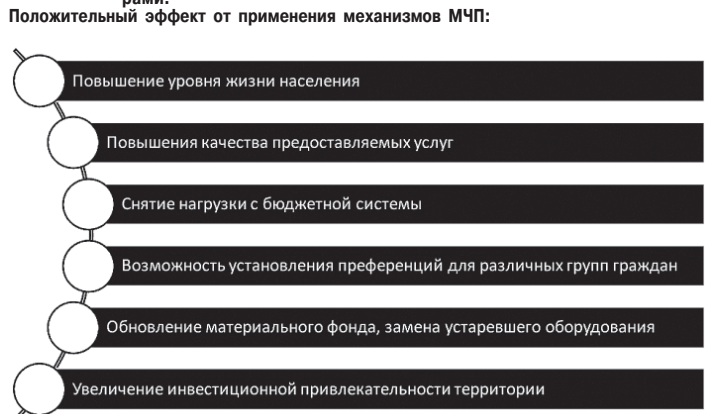 рами.
Положительный эффект от применения механизмов МЧП:
Повышение уровня жизни населения
Повышения качества предоставляемых услуг
Снятие нагрузки с бюджетной системы
Возможность установления преференций для различных групп граждан
Обновление материального фонда, замена устаревшего оборудования
Увеличение инвестиционной привлекательности территории